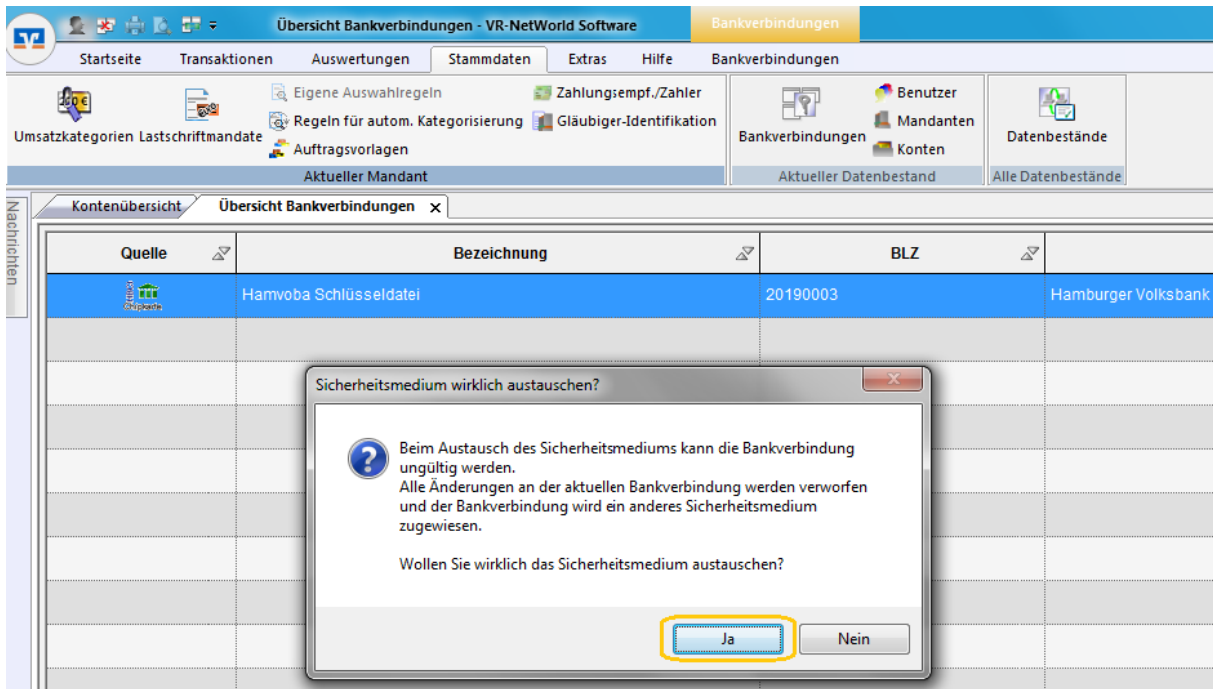 Übersicht Bankverbindungen - VR-NetWorld Software
Bankverbindungen
Startseite Transaktionen Auswertungen Stammdaten Extras Hilfe Bankverbindungen
Umsatzkategorien
Lastschriftmandate
Eigene Auswahlregeln
Regeln für autom. Kategorisierung
Auftragsvorlagen
Zahlungsempf./Zahler
Gläubiger-Identifikation
Aktueller Mandant
Bankverbindungen
Benutzer
Mandanten
Konten
Aktueller Datenbestand
Datenbestände
Alle Datenbestände
Nachrichten
Kontenübersicht
Übersicht Bankverbindungen x
Quelle Bezeichnung BLZ
Hamvoba Schlüsseldatei 20190003 Hamburger Volksbank
Sicherheitsmedium wirklich austauschen?
Beim Austausch des Sicherheitsmediums kann die Bankverbindung
ungültig werden.
Alle Änderungen an der aktuellen Bankverbindung werden verworfen
und der Bankverbindung wird ein anderes Sicherheitsmedium
zugewiesen.
Wollen Sie wirklich das Sicherheitsmedium austauschen?
Ja
Nein